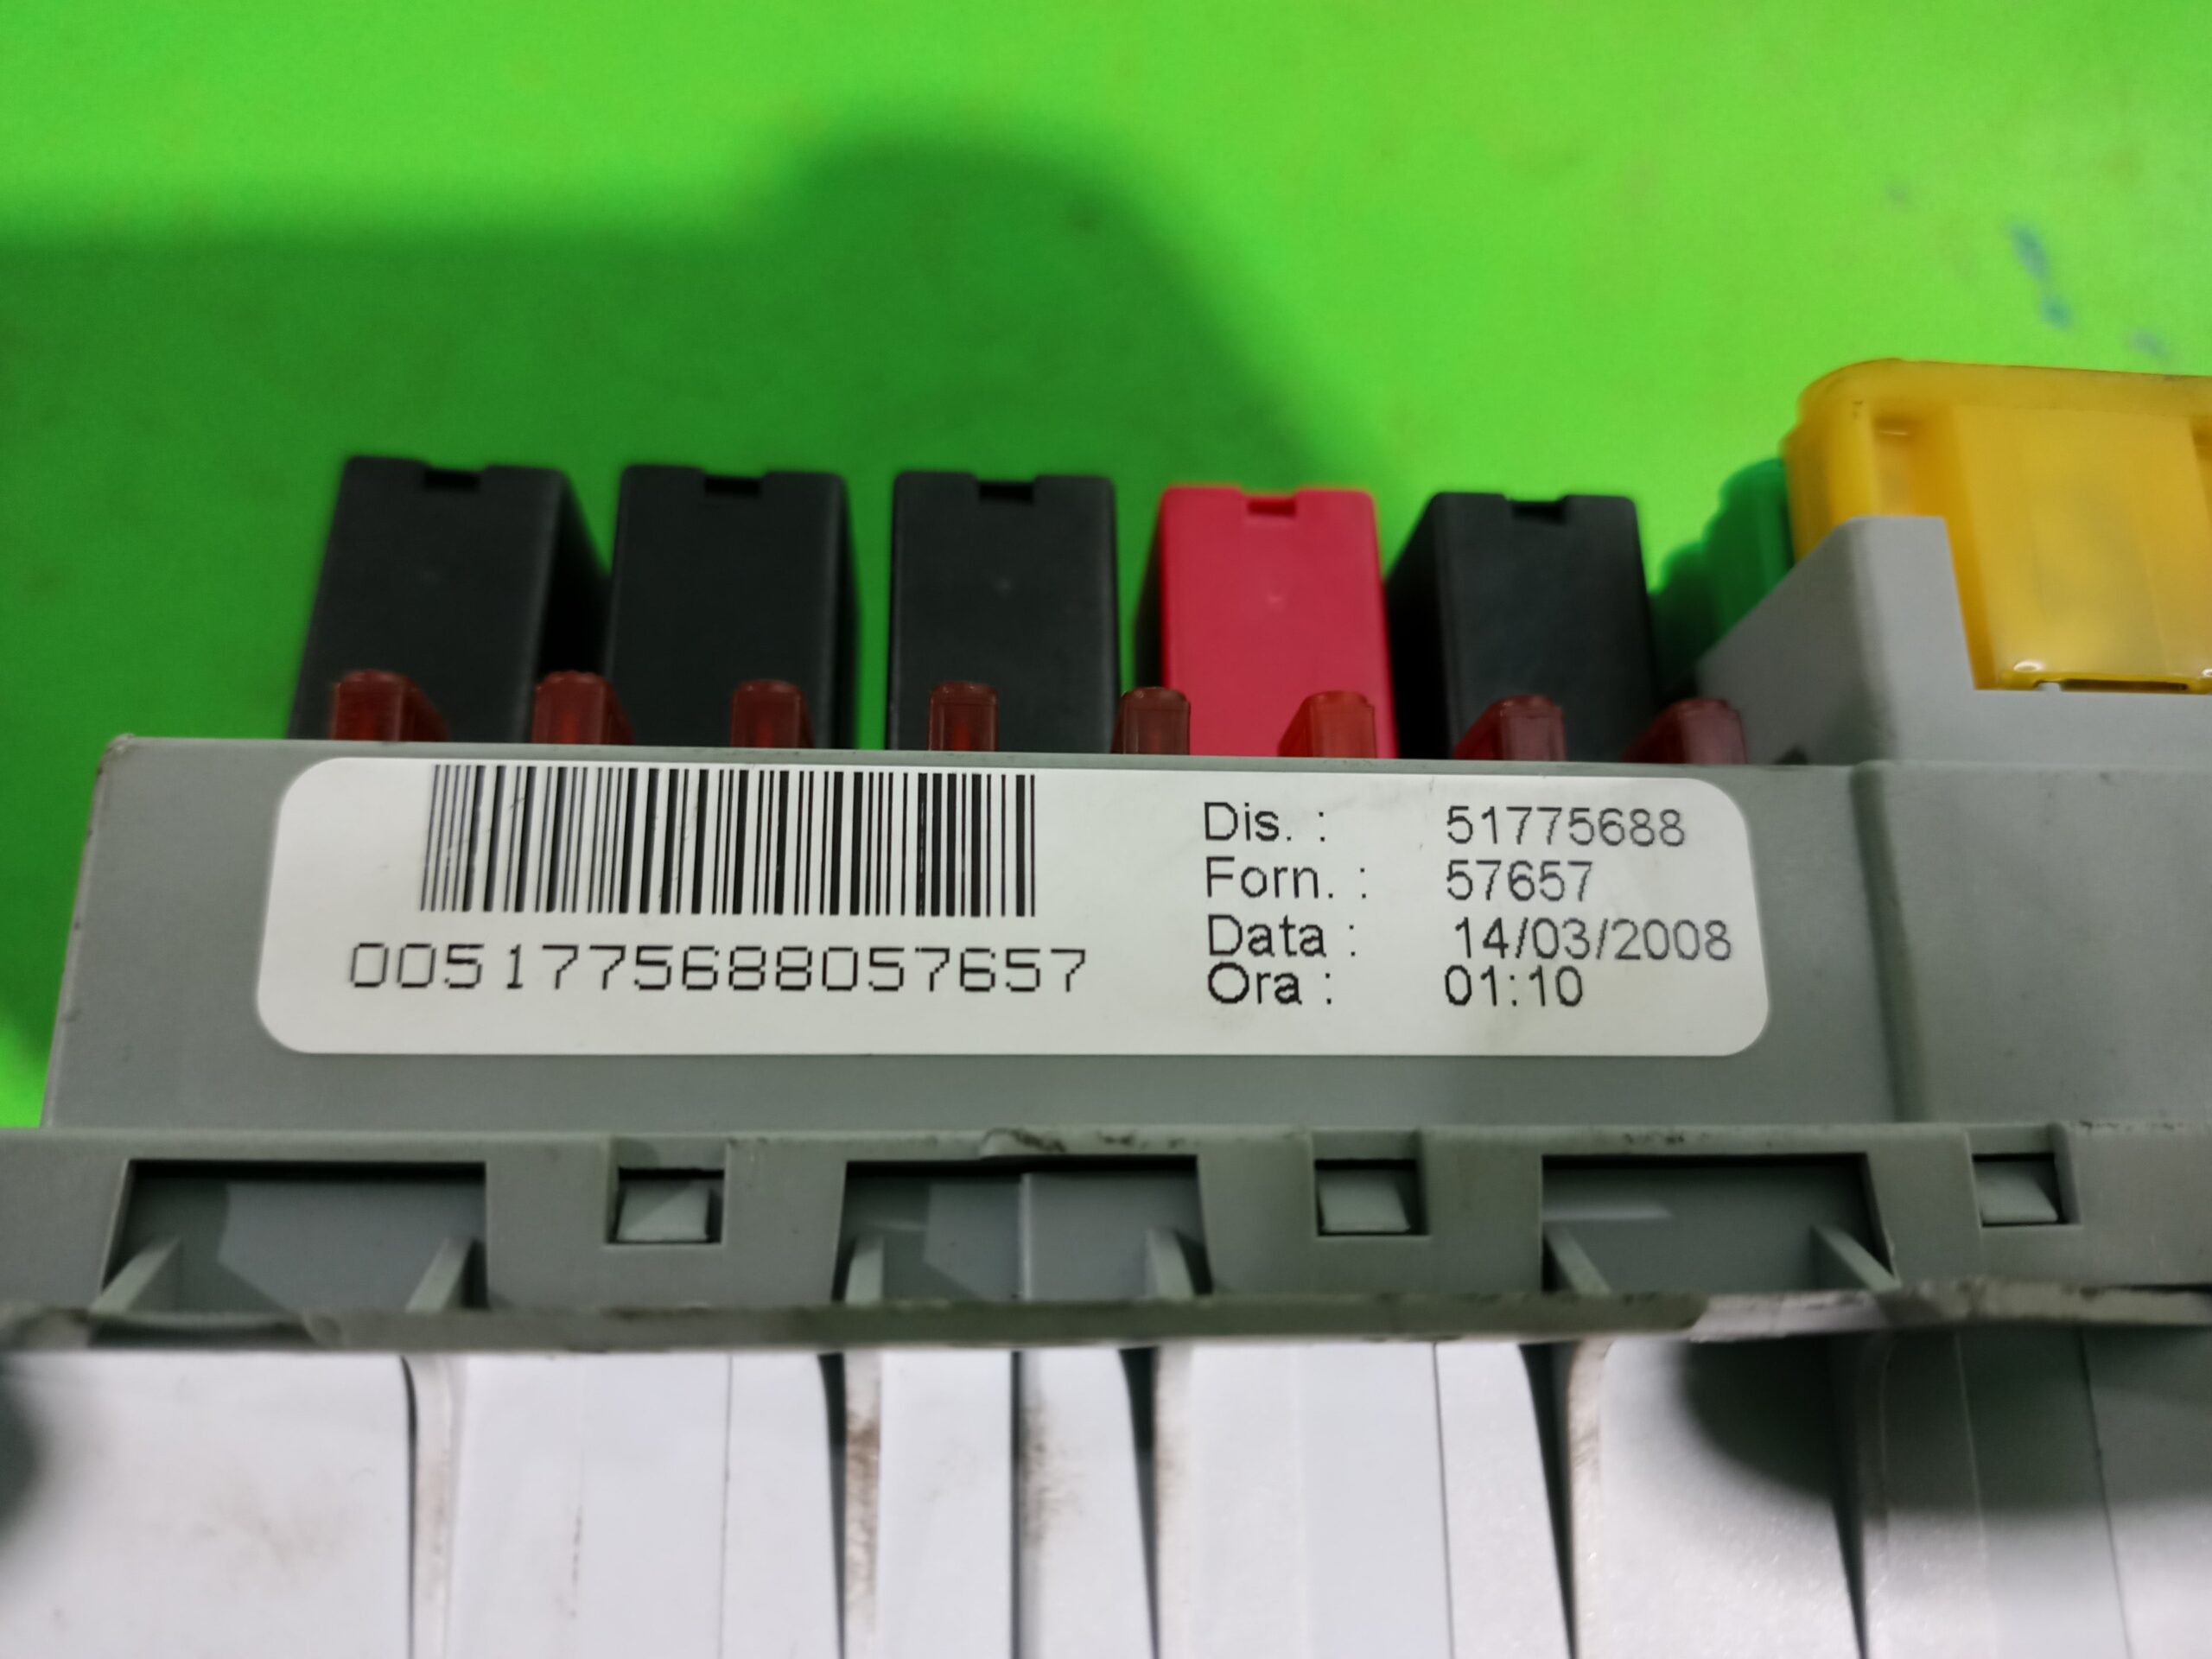 0051775688057657
Dis. : 51775688
Forn. : 57657
Data : 14/03/2008
Ora : 01:10